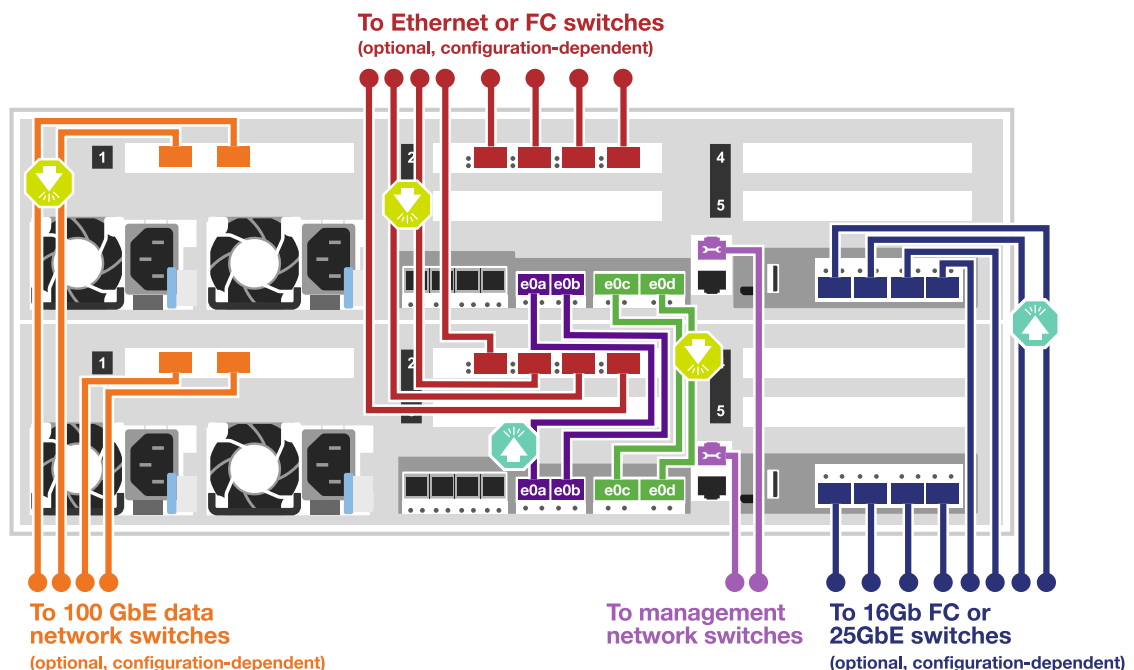 To Ethernet or FC switches
(optional, configuration-dependent)
1
2
4
5
e0a e0b e0c e0d
1
2
5
e0a e0b e0c e0d
To 100 GbE data
network switches
(optional, configuration-dependent)
To management
network switches
To 16Gb FC or
25GbE switches
(optional, configuration-dependent)